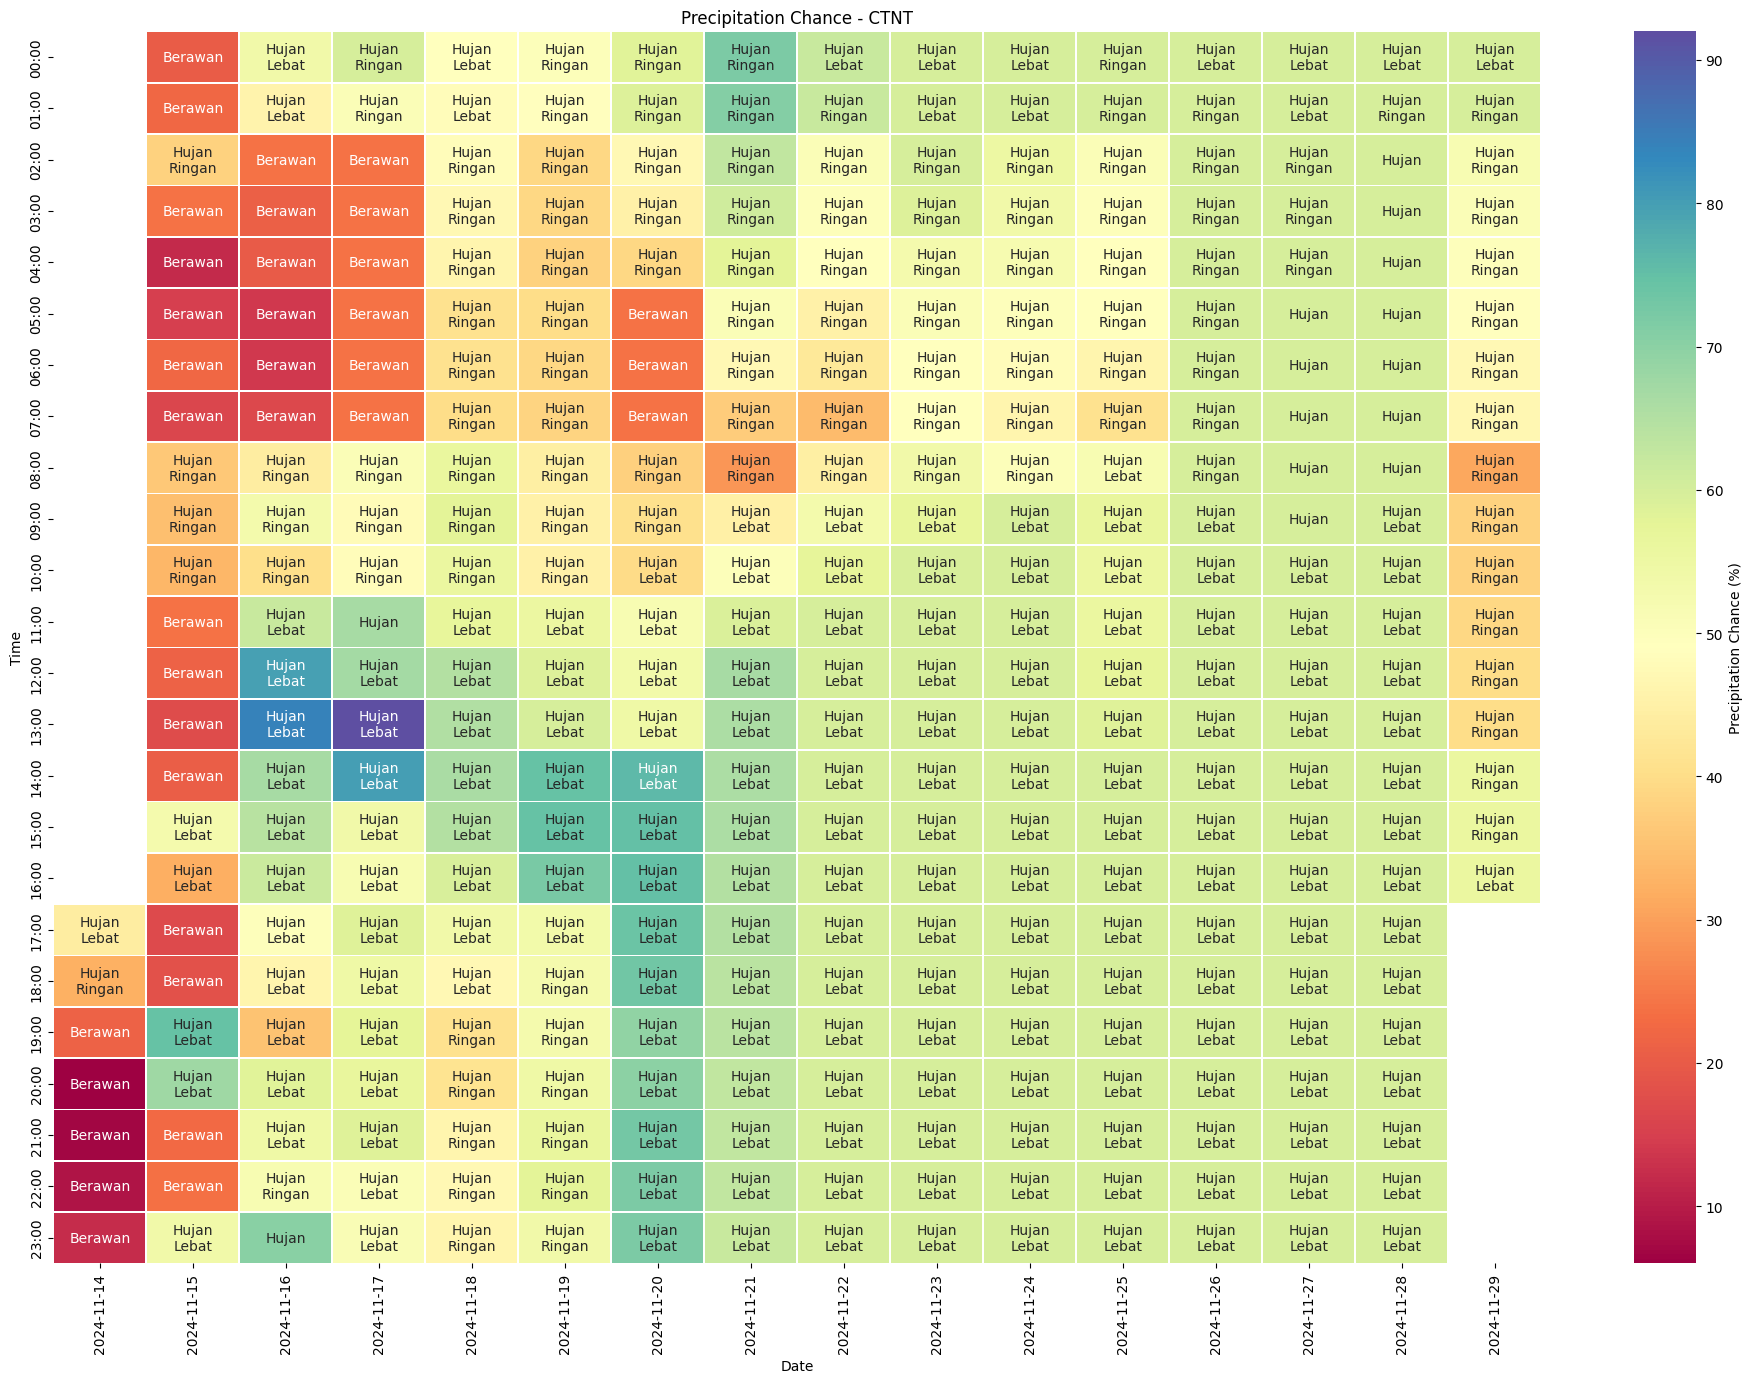 Precipitation Chance - CTNT
00:00 Berawan Hujan Lebat Hujan Ringan Hujan Lebat Hujan Ringan Hujan Ringan Hujan Ringan Hujan Lebat Hujan Lebat Hujan Lebat Hujan Ringan Hujan Lebat Hujan Lebat Hujan Lebat Hujan Lebat
01:00 Berawan Hujan Lebat Hujan Ringan Hujan Lebat Hujan Ringan Hujan Ringan Hujan Ringan Hujan Ringan Hujan Lebat Hujan Lebat Hujan Ringan Hujan Ringan Hujan Lebat Hujan Ringan Hujan Ringan
02:00 Hujan Ringan Berawan Berawan Hujan Ringan Hujan Ringan Hujan Ringan Hujan Ringan Hujan Ringan Hujan Ringan Hujan Ringan Hujan Ringan Hujan Ringan Hujan Ringan Hujan Hujan Ringan
03:00 Berawan Berawan Berawan Hujan Ringan Hujan Ringan Hujan Ringan Hujan Ringan Hujan Ringan Hujan Ringan Hujan Ringan Hujan Ringan Hujan Ringan Hujan Ringan Hujan Hujan Ringan
04:00 Berawan Berawan Berawan Hujan Ringan Hujan Ringan Hujan Ringan Hujan Ringan Hujan Ringan Hujan Ringan Hujan Ringan Hujan Ringan Hujan Ringan Hujan Ringan Hujan Hujan Ringan
05:00 Berawan Berawan Berawan Hujan Ringan Hujan Ringan Berawan Hujan Ringan Hujan Ringan Hujan Ringan Hujan Ringan Hujan Ringan Hujan Ringan Hujan Hujan Hujan Ringan
06:00 Berawan Berawan Berawan Hujan Ringan Hujan Ringan Berawan Hujan Ringan Hujan Ringan Hujan Ringan Hujan Ringan Hujan Ringan Hujan Ringan Hujan Hujan Hujan Ringan
07:00 Berawan Berawan Berawan Hujan Ringan Hujan Ringan Berawan Hujan Ringan Hujan Ringan Hujan Ringan Hujan Ringan Hujan Ringan Hujan Ringan Hujan Hujan Hujan Ringan
08:00 Hujan Ringan Hujan Ringan Hujan Ringan Hujan Ringan Hujan Ringan Hujan Ringan Hujan Ringan Hujan Ringan Hujan Ringan Hujan Ringan Hujan Lebat Hujan Ringan Hujan Hujan Hujan Ringan
09:00 Hujan Ringan Hujan Ringan Hujan Ringan Hujan Ringan Hujan Ringan Hujan Ringan Hujan Lebat Hujan Lebat Hujan Lebat Hujan Lebat Hujan Lebat Hujan Lebat Hujan Hujan Lebat Hujan Ringan
10:00 Hujan Ringan Hujan Ringan Hujan Ringan Hujan Ringan Hujan Ringan Hujan Lebat Hujan Lebat Hujan Lebat Hujan Lebat Hujan Lebat Hujan Lebat Hujan Lebat Hujan Lebat Hujan Lebat Hujan Ringan
11:00 Berawan Hujan Lebat Hujan Hujan Lebat Hujan Lebat Hujan Lebat Hujan Lebat Hujan Lebat Hujan Lebat Hujan Lebat Hujan Lebat Hujan Lebat Hujan Lebat Hujan Lebat Hujan Ringan
12:00 Berawan Hujan Lebat Hujan Lebat Hujan Lebat Hujan Lebat Hujan Lebat Hujan Lebat Hujan Lebat Hujan Lebat Hujan Lebat Hujan Lebat Hujan Lebat Hujan Lebat Hujan Lebat Hujan Ringan
13:00 Berawan Hujan Lebat Hujan Lebat Hujan Lebat Hujan Lebat Hujan Lebat Hujan Lebat Hujan Lebat Hujan Lebat Hujan Lebat Hujan Lebat Hujan Lebat Hujan Lebat Hujan Lebat Hujan Ringan
14:00 Berawan Hujan Lebat Hujan Lebat Hujan Lebat Hujan Lebat Hujan Lebat Hujan Lebat Hujan Lebat Hujan Lebat Hujan Lebat Hujan Lebat Hujan Lebat Hujan Lebat Hujan Lebat Hujan Ringan
15:00 Hujan Lebat Hujan Lebat Hujan Lebat Hujan Lebat Hujan Lebat Hujan Lebat Hujan Lebat Hujan Lebat Hujan Lebat Hujan Lebat Hujan Lebat Hujan Lebat Hujan Lebat Hujan Lebat Hujan Ringan
16:00 Hujan Lebat Hujan Lebat Hujan Lebat Hujan Lebat Hujan Lebat Hujan Lebat Hujan Lebat Hujan Lebat Hujan Lebat Hujan Lebat Hujan Lebat Hujan Lebat Hujan Lebat Hujan Lebat Hujan Lebat
17:00 Hujan Lebat Berawan Hujan Lebat Hujan Lebat Hujan Lebat Hujan Lebat Hujan Lebat Hujan Lebat Hujan Lebat Hujan Lebat Hujan Lebat Hujan Lebat Hujan Lebat Hujan Lebat Hujan Lebat
18:00 Hujan Ringan Berawan Hujan Lebat Hujan Lebat Hujan Lebat Hujan Ringan Hujan Lebat Hujan Lebat Hujan Lebat Hujan Lebat Hujan Lebat Hujan Lebat Hujan Lebat Hujan Lebat Hujan Lebat
19:00 Berawan Hujan Lebat Hujan Lebat Hujan Lebat Hujan Ringan Hujan Ringan Hujan Lebat Hujan Lebat Hujan Lebat Hujan Lebat Hujan Lebat Hujan Lebat Hujan Lebat Hujan Lebat Hujan Lebat
20:00 Berawan Hujan Lebat Hujan Lebat Hujan Lebat Hujan Ringan Hujan Ringan Hujan Lebat Hujan Lebat Hujan Lebat Hujan Lebat Hujan Lebat Hujan Lebat Hujan Lebat Hujan Lebat Hujan Lebat
21:00 Berawan Berawan Hujan Lebat Hujan Lebat Hujan Ringan Hujan Ringan Hujan Lebat Hujan Lebat Hujan Lebat Hujan Lebat Hujan Lebat Hujan Lebat Hujan Lebat Hujan Lebat Hujan Lebat
22:00 Berawan Berawan Hujan Ringan Hujan Lebat Hujan Ringan Hujan Ringan Hujan Lebat Hujan Lebat Hujan Lebat Hujan Lebat Hujan Lebat Hujan Lebat Hujan Lebat Hujan Lebat Hujan Lebat
23:00 Berawan Hujan Lebat Hujan Hujan Lebat Hujan Ringan Hujan Ringan Hujan Lebat Hujan Lebat Hujan Lebat Hujan Lebat Hujan Lebat Hujan Lebat Hujan Lebat Hujan Lebat Hujan Lebat
Time
2024-11-14 2024-11-15 2024-11-16 2024-11-17 2024-11-18 2024-11-19 2024-11-20 2024-11-21 2024-11-22 2024-11-23 2024-11-24 2024-11-25 2024-11-26 2024-11-27 2024-11-28 2024-11-29
Date
90
80
70
60
50
40
30
20
10
Precipitation Chance (%)